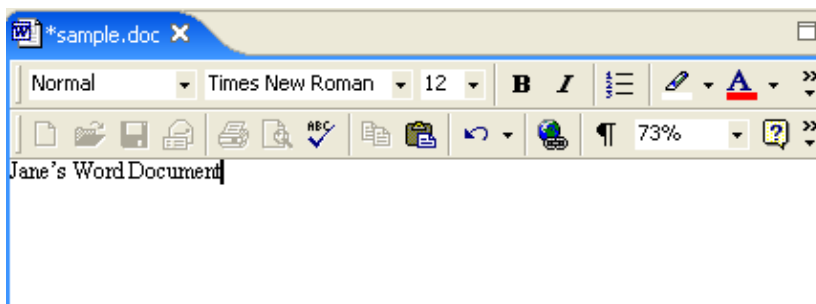 *sample.doc
Normal Times New Roman 12 B I A
ABC 73%
Jane's Word Document